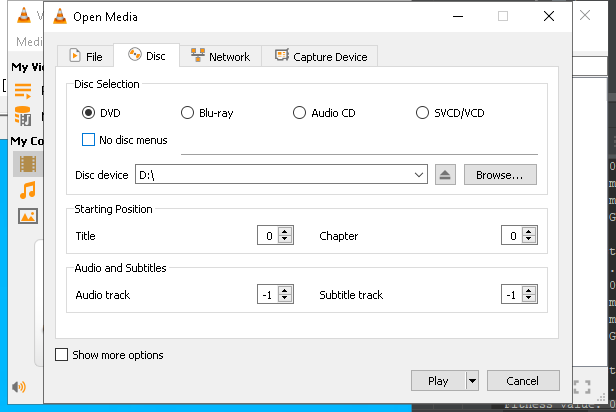 Open Media
Medi
File
Disc
Network
Capture Device
My Vi
Disc Selection
DVD
Blu-ray
Audio CD
SVCD/VCD
No disc menus
My Co
Disc device
D:\
Browse...
Starting Position
Title
0
Chapter
0
Audio and Subtitles
Audio track
-1
Subtitle track
-1
Show more options
Play
Cancel